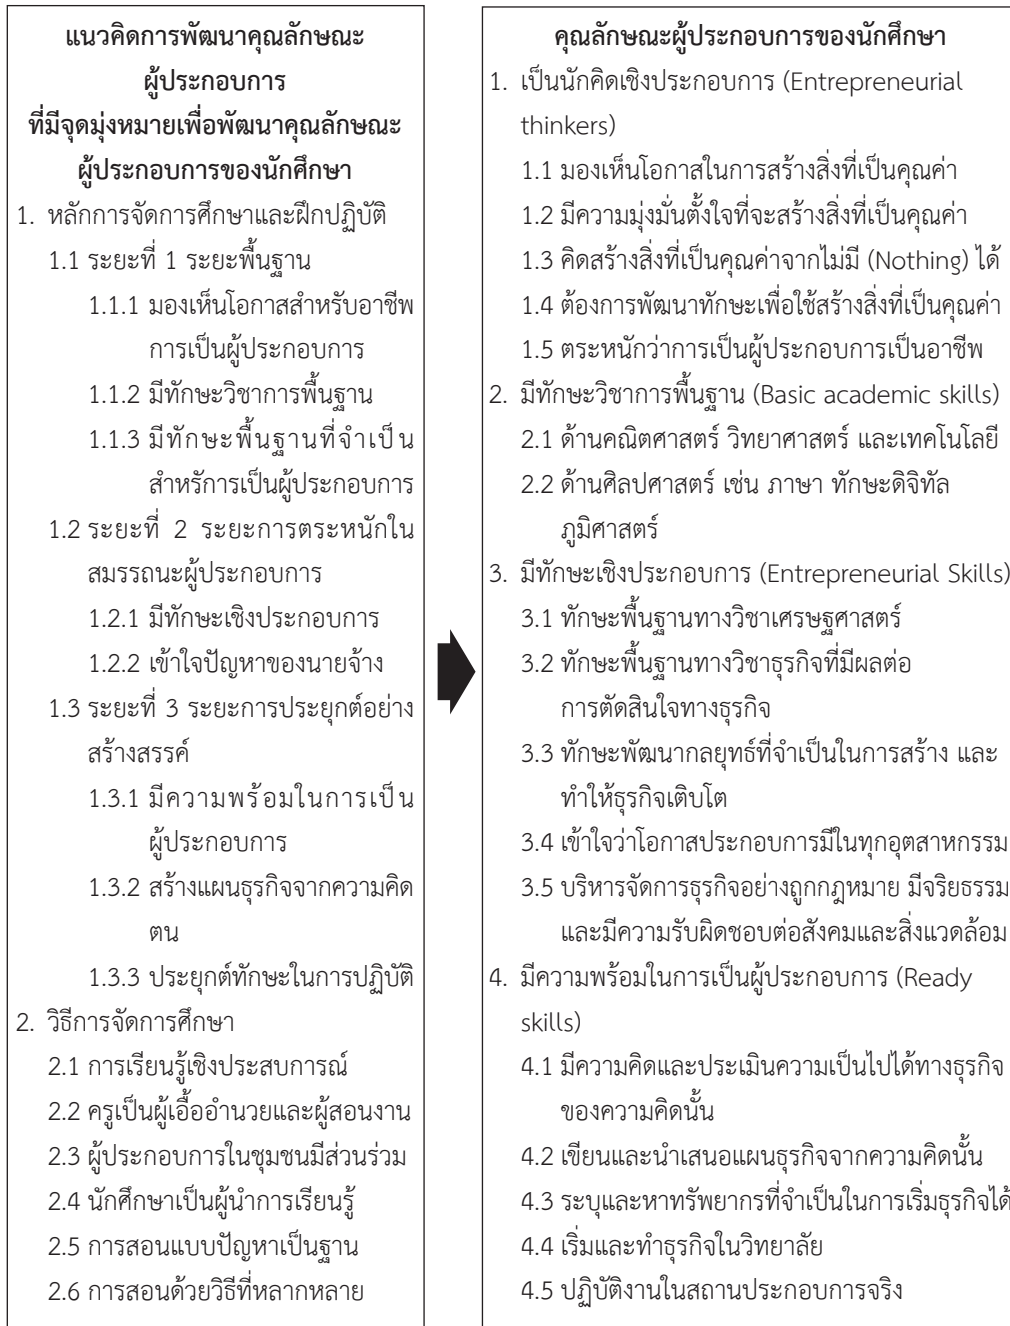 แนวคิดการพัฒนาคุณลักษณะ
ผู้ประกอบการ
ที่มีจุดมุ่งหมายเพื่อพัฒนาคุณลักษณะ
ผู้ประกอบการของนักศึกษา
1. หลักการจัดการศึกษาและฝึกปฏิบัติ
1.1 ระยะที่ 1 ระยะพื้นฐาน
1.1.1 มองเห็นโอกาสสำหรับอาชีพ
การเป็นผู้ประกอบการ
1.1.2 มีทักษะวิชาการพื้นฐาน
1.1.3 มีทักษะพื้นฐานที่จำเป็น
สำหรัการเป็นผู้ประกอบการ
1.2 ระยะที่ 2 ระยะการตระหนักใน
สมรรถนะผู้ประกอบการ
1.2.1 มีทักษะเชิงประกอบการ
1.2.2 เข้าใจปัญหาของนายจ้าง
1.3 ระยะที่ 3 ระยะการประยุกต์อย่าง
สร้างสรรค์
1.3.1 มีความพร้อมในการเป็น
ผู้ประกอบการ
1.3.2 สร้างแผนธุรกิจจากความคิด
ตน
1.3.3 ประยุกต์ทักษะในการปฏิบัติ
2. วิธีการจัดการศึกษา
2.1 การเรียนรู้เชิงประสบการณ์
2.2 ครูเป็นผู้เอื้ออำนวยและผู้สอนงาน
2.3 ผู้ประกอบการในชุมชนมีส่วนร่วม
2.4 นักศึกษาเป็นผู้นำการเรียนรู้
2.5 การสอนแบบปัญหาเป็นฐาน
2.6 การสอนด้วยวิธีที่หลากหลาย
คุณลักษณะผู้ประกอบการของนักศึกษา
1. เป็นนักคิดเชิงประกอบการ (Entrepreneurial
thinkers)
1.1 มองเห็นโอกาสในการสร้างสิ่งที่เป็นคุณค่า
1.2 มีความมุ่งมั่นตั้งใจที่จะสร้างสิ่งที่เป็นคุณค่า
1.3 คิดสร้างสิ่งที่เป็นคุณค่าจากไม่มี (Nothing) ได้
1.4 ต้องการพัฒนาทักษะเพื่อใช้สร้างสิ่งที่เป็นคุณค่า
1.5 ตระหนักว่าการเป็นผู้ประกอบการเป็นอาชีพ
2. มีทักษะวิชาการพื้นฐาน (Basic academic skills)
2.1 ด้านคณิตศาสตร์ วิทยาศาสตร์ และเทคโนโลยี
2.2 ด้านศิลปศาสตร์ เช่น ภาษา ทักษะดิจิทัล
ภูมิศาสตร์
3. มีทักษะเชิงประกอบการ (Entrepreneurial Skills)
3.1 ทักษะพื้นฐานทางวิชาเศรษฐศาสตร์
3.2 ทักษะพื้นฐานทางวิชาธุรกิจที่มีผลต่อ
การตัดสินใจทางธุรกิจ
3.3 ทักษะพัฒนากลยุทธ์ที่จำเป็นในการสร้าง และ
ทำให้ธุรกิจเติบโต
3.4 เข้าใจว่าโอกาสประกอบการมีในทุกอุตสาหกรรม
3.5 บริหารจัดการธุรกิจอย่างถูกกฎหมาย มีจริยธรรม
และมีความรับผิดชอบต่อสังคมและสิ่งแวดล้อม
4. มีความพร้อมในการเป็นผู้ประกอบการ (Ready
skills)
4.1 มีความคิดและประเมินความเป็นไปได้ทางธุรกิจ
ของความคิดนั้น
4.2 เขียนและนำเสนอแผนธุรกิจจากความคิดนั้น
4.3 ระบุและหาทรัพยากรที่จำเป็นในการเริ่มธุรกิจได้
4.4 เริ่มและทำธุรกิจในวิทยาลัย
4.5 ปฏิบัติงานในสถานประกอบการจริง